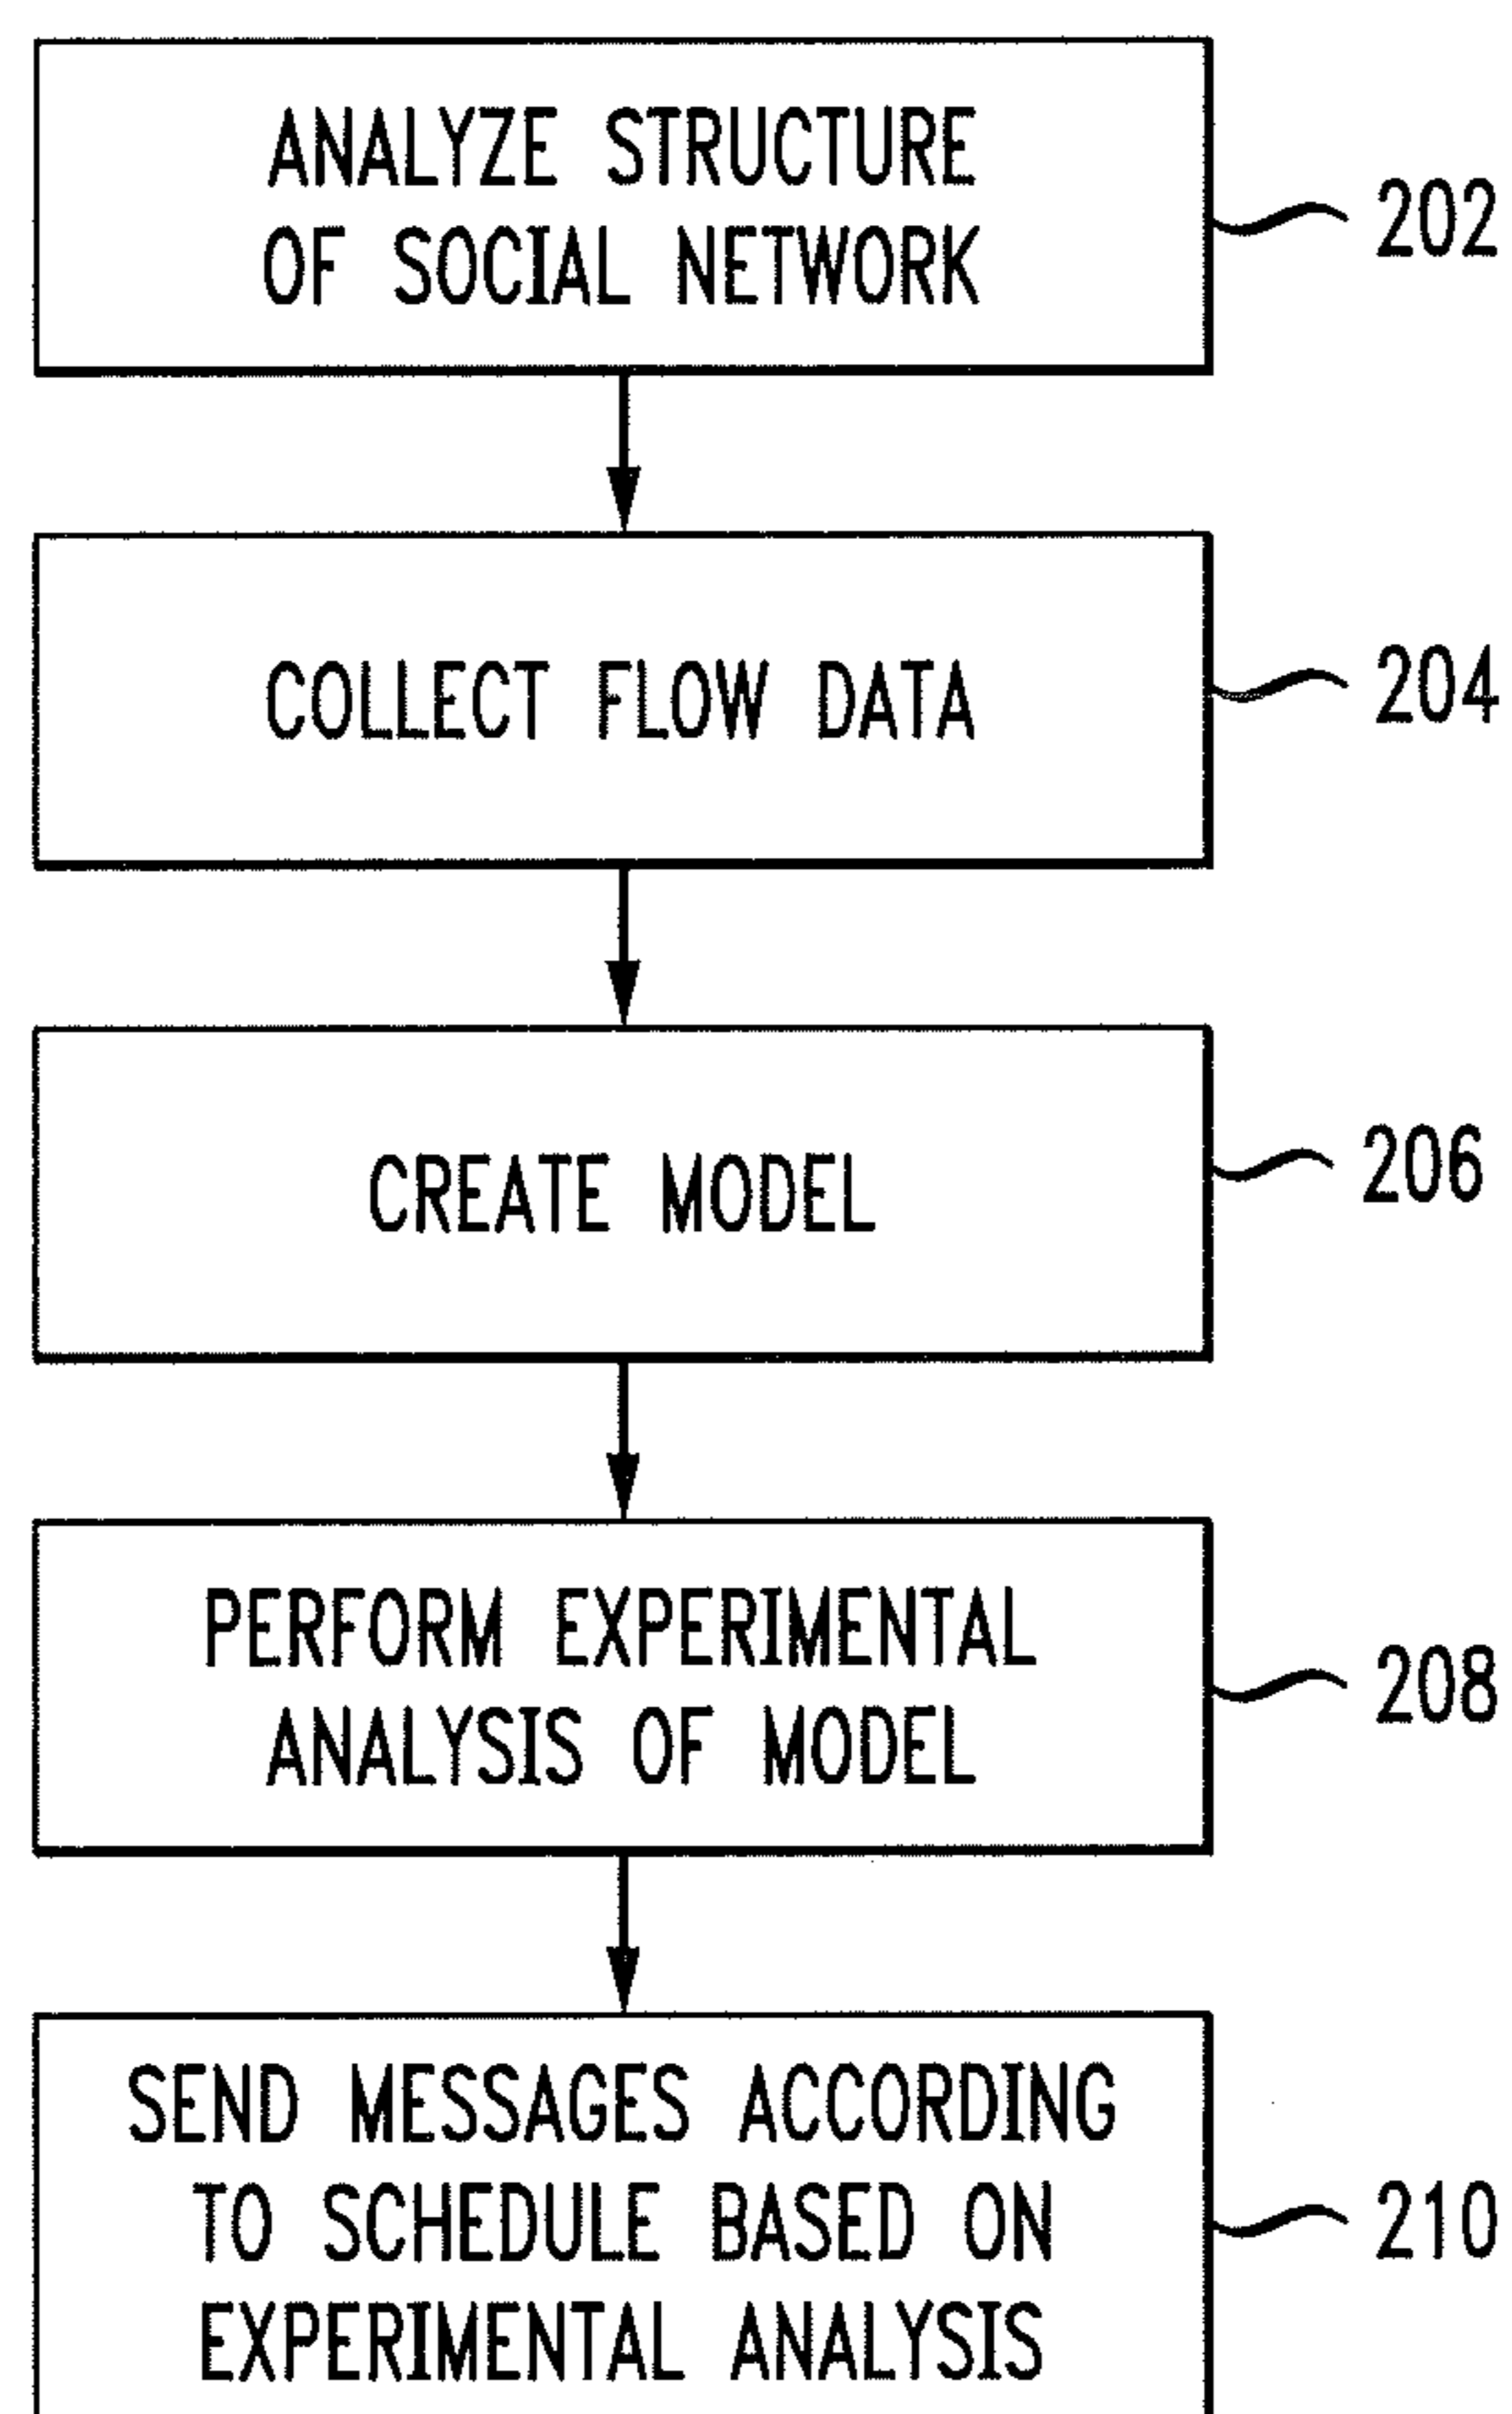 ANALYZE STRUCTURE
OF SOCIAL NETWORK
202
COLLECT FLOW DATA
204
CREATE MODEL
206
PERFORM EXPERIMENTAL
ANALYSIS OF MODEL
208
SEND MESSAGES ACCORDING
TO SCHEDULE BASED ON
EXPERIMENTAL ANALYSIS
210